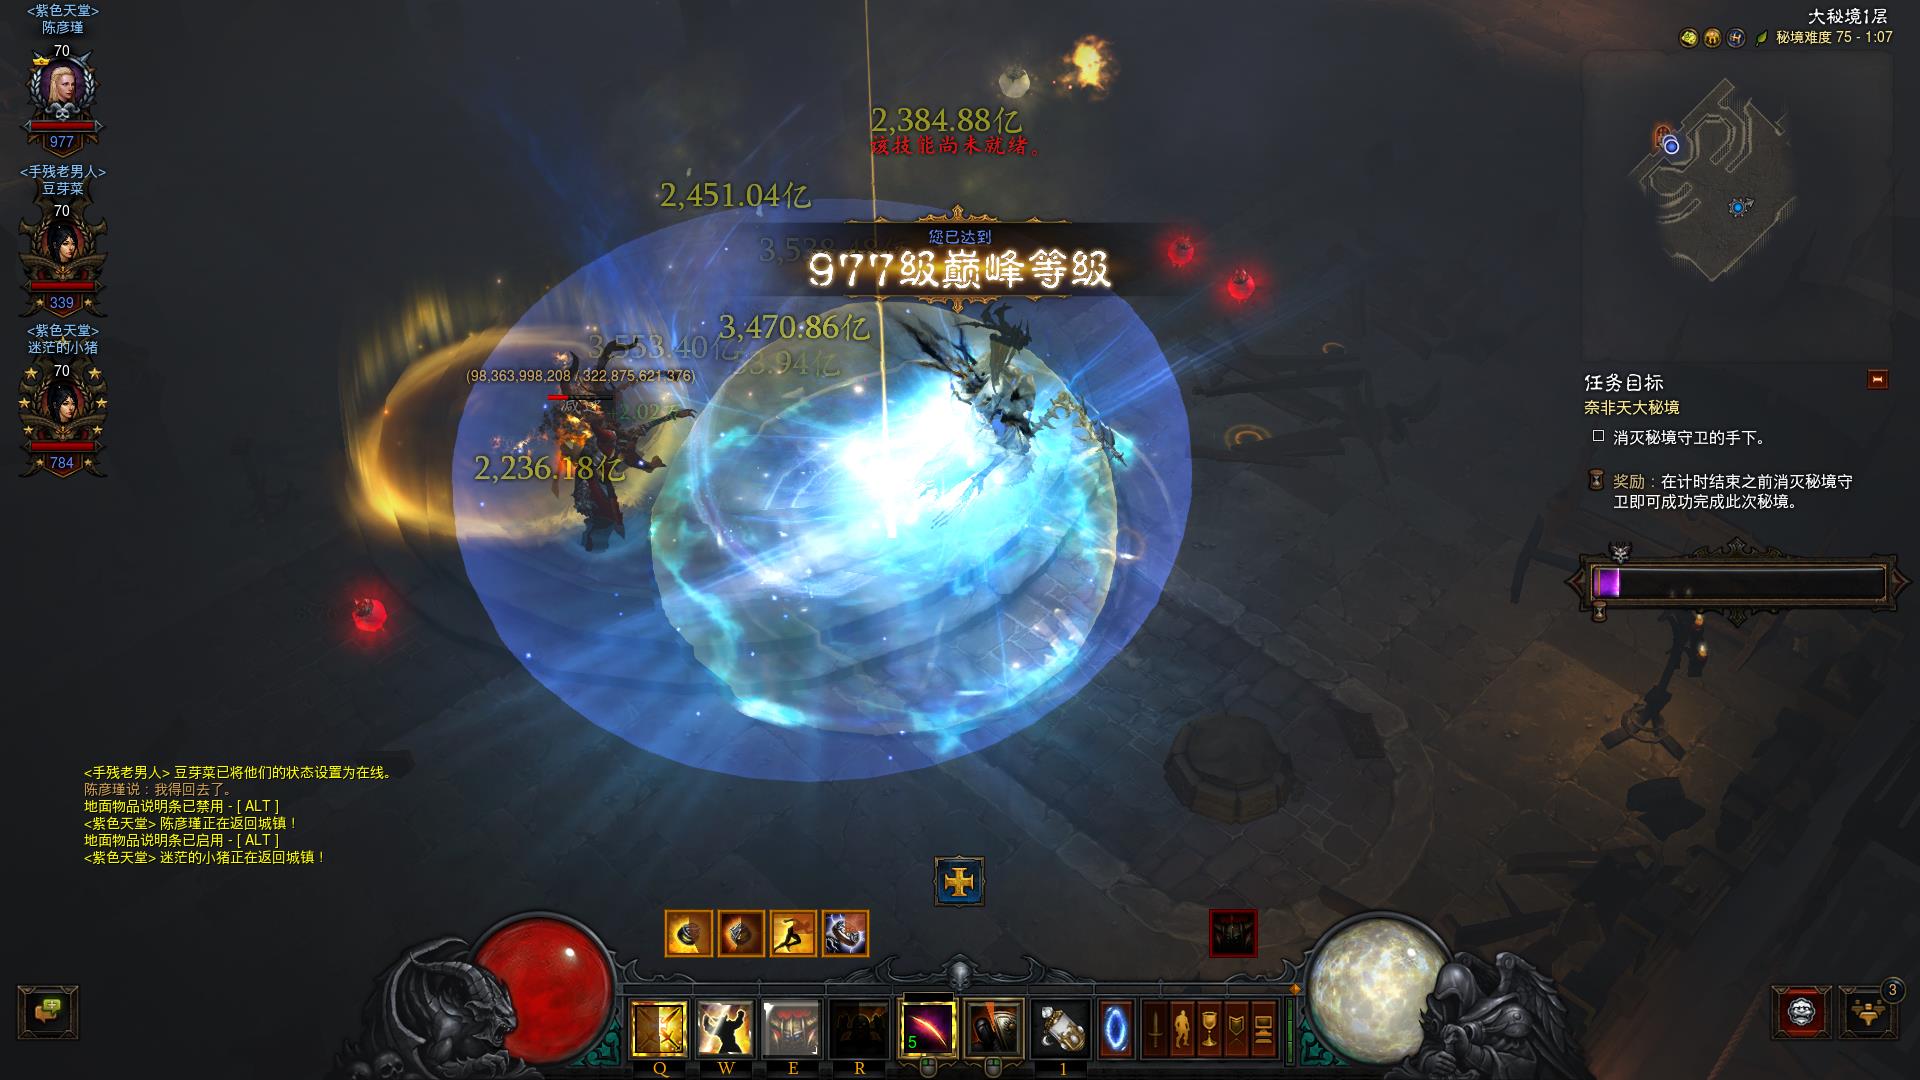 <紫色天堂>
陈彦瑾
70
977
<手残老男人>
豆芽菜
70
339
<紫色天堂>
迷茫的小猪
70
784
大秘境1层
秘境难度 75 - 1:07
2,384.88亿
该技能尚未就绪。
2,451.04亿
您已达到
977级巅峰等级
3,470.86亿
3,553.40亿
(98,363,998,208 / 322,875,621,376)
2,236.18亿
任务目标
奈非天大秘境
消灭秘境守卫的手下。
奖励：在计时结束之前消灭秘境守
卫即可成功完成此次秘境。
<手残老男人> 豆芽菜已将他们的状态设置为在线。
陈彦瑾说：我得回去了。
地面物品说明条已禁用 - [ ALT ]
<紫色天堂> 陈彦瑾正在返回城镇！
地面物品说明条已启用 - [ ALT ]
<紫色天堂> 迷茫的小猪正在返回城镇！
5
3
Q W E R 1